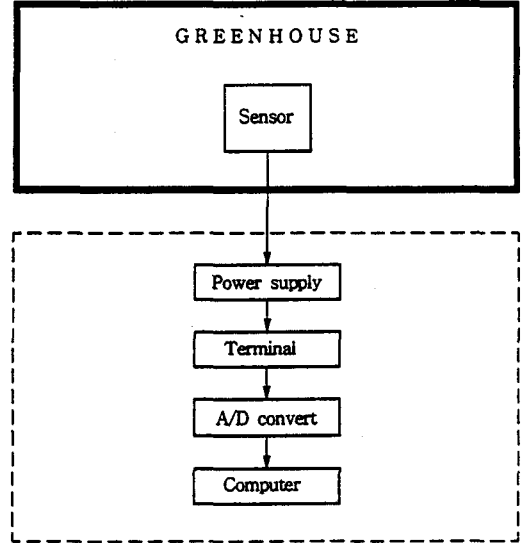 GREENHOUSE
Sensor
Power supply
Terminal
A/D convert
Computer